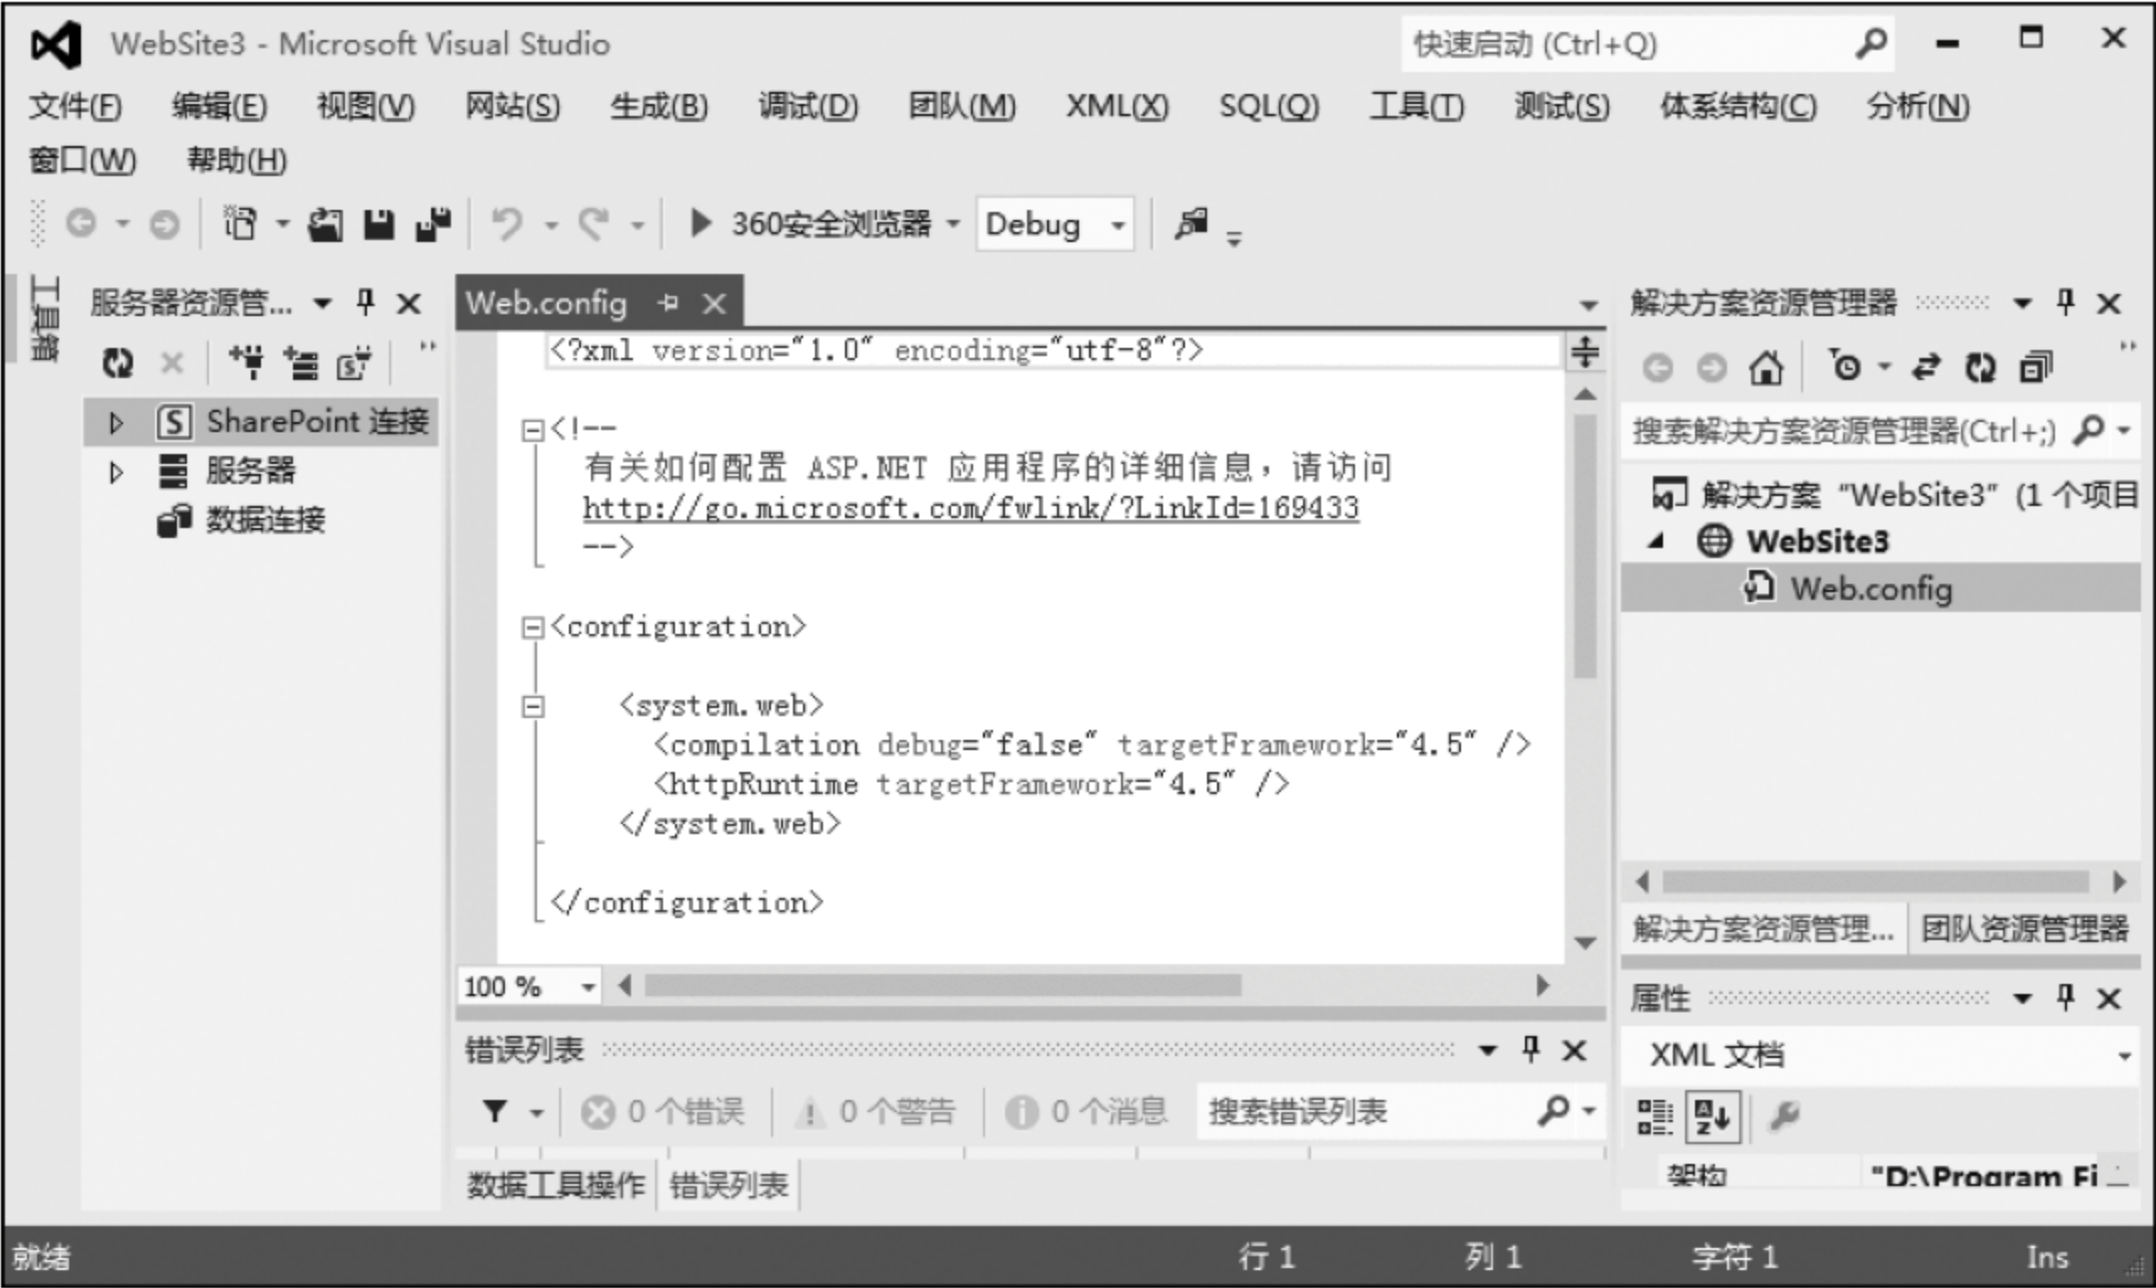 WebSite3 - Microsoft Visual Studio
快速启动 (Ctrl+Q)
文件(F) 编辑(E) 视图(V) 网站(S) 生成(B) 调试(D) 团队(M) XML(X) SQL(Q) 工具(T) 测试(S) 体系结构(C) 分析(N)
窗口(W) 帮助(H)
360安全浏览器 Debug
工具箱
服务器资源管...
SharePoint 连接
服务器
数据连接
Web.config
<?xml version="1.0" encoding="utf-8"?>
<!--
有关如何配置 ASP.NET 应用程序的详细信息，请访问
http://go.microsoft.com/fwlink/?LinkId=169433
-->
<configuration>
<system.web>
<compilation debug="false" targetFramework="4.5" />
<httpRuntime targetFramework="4.5" />
</system.web>
</configuration>
100 %
错误列表
0 个错误 0 个警告 0 个消息 搜索错误列表
数据工具操作 错误列表
解决方案资源管理器
搜索解决方案资源管理器(Ctrl+;)
解决方案 “WebSite3” (1 个项目
WebSite3
Web.config
解决方案资源管理... 团队资源管理器
属性
XML 文档
架构 "D:\Program Fi
就绪 行 1 列 1 字符 1 Ins